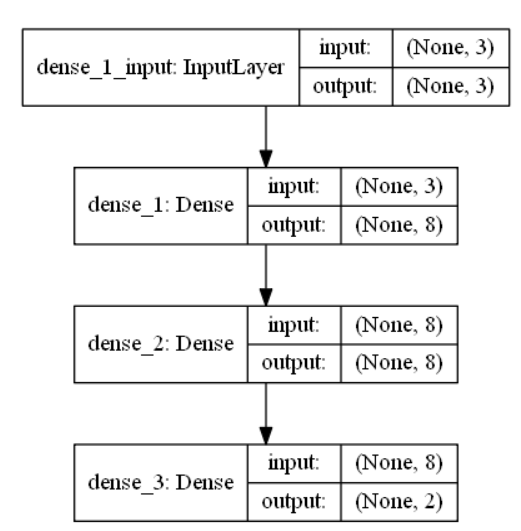 dense_1_input: InputLayer
input: (None, 3)
output: (None, 3)
dense_1: Dense
input: (None, 3)
output: (None, 8)
dense_2: Dense
input: (None, 8)
output: (None, 8)
dense_3: Dense
input: (None, 8)
output: (None, 2)